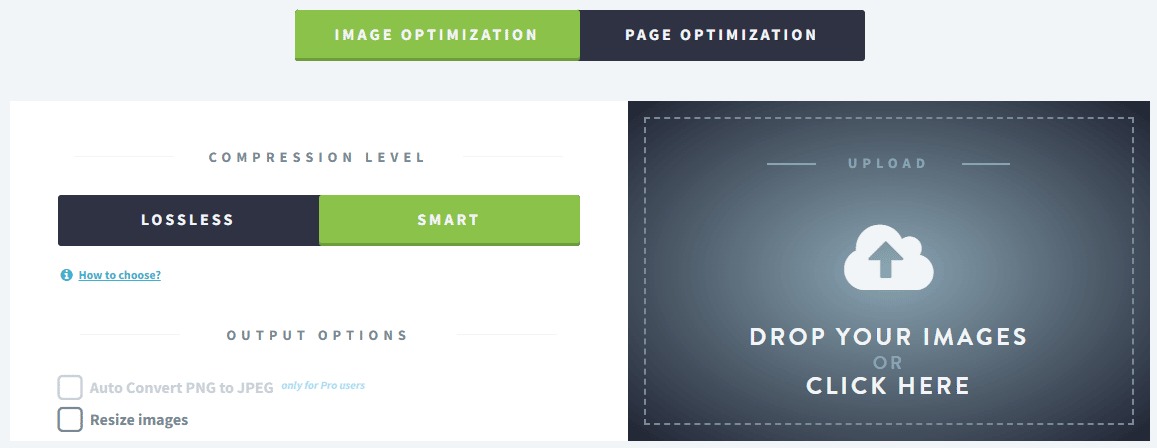 IMAGE OPTIMIZATION
PAGE OPTIMIZATION
COMPRESSION LEVEL
LOSSLESS
SMART
How to choose?
OUTPUT OPTIONS
Auto Convert PNG to JPEG only for Pro users
Resize images
UPLOAD
DROP YOUR IMAGES
OR
CLICK HERE